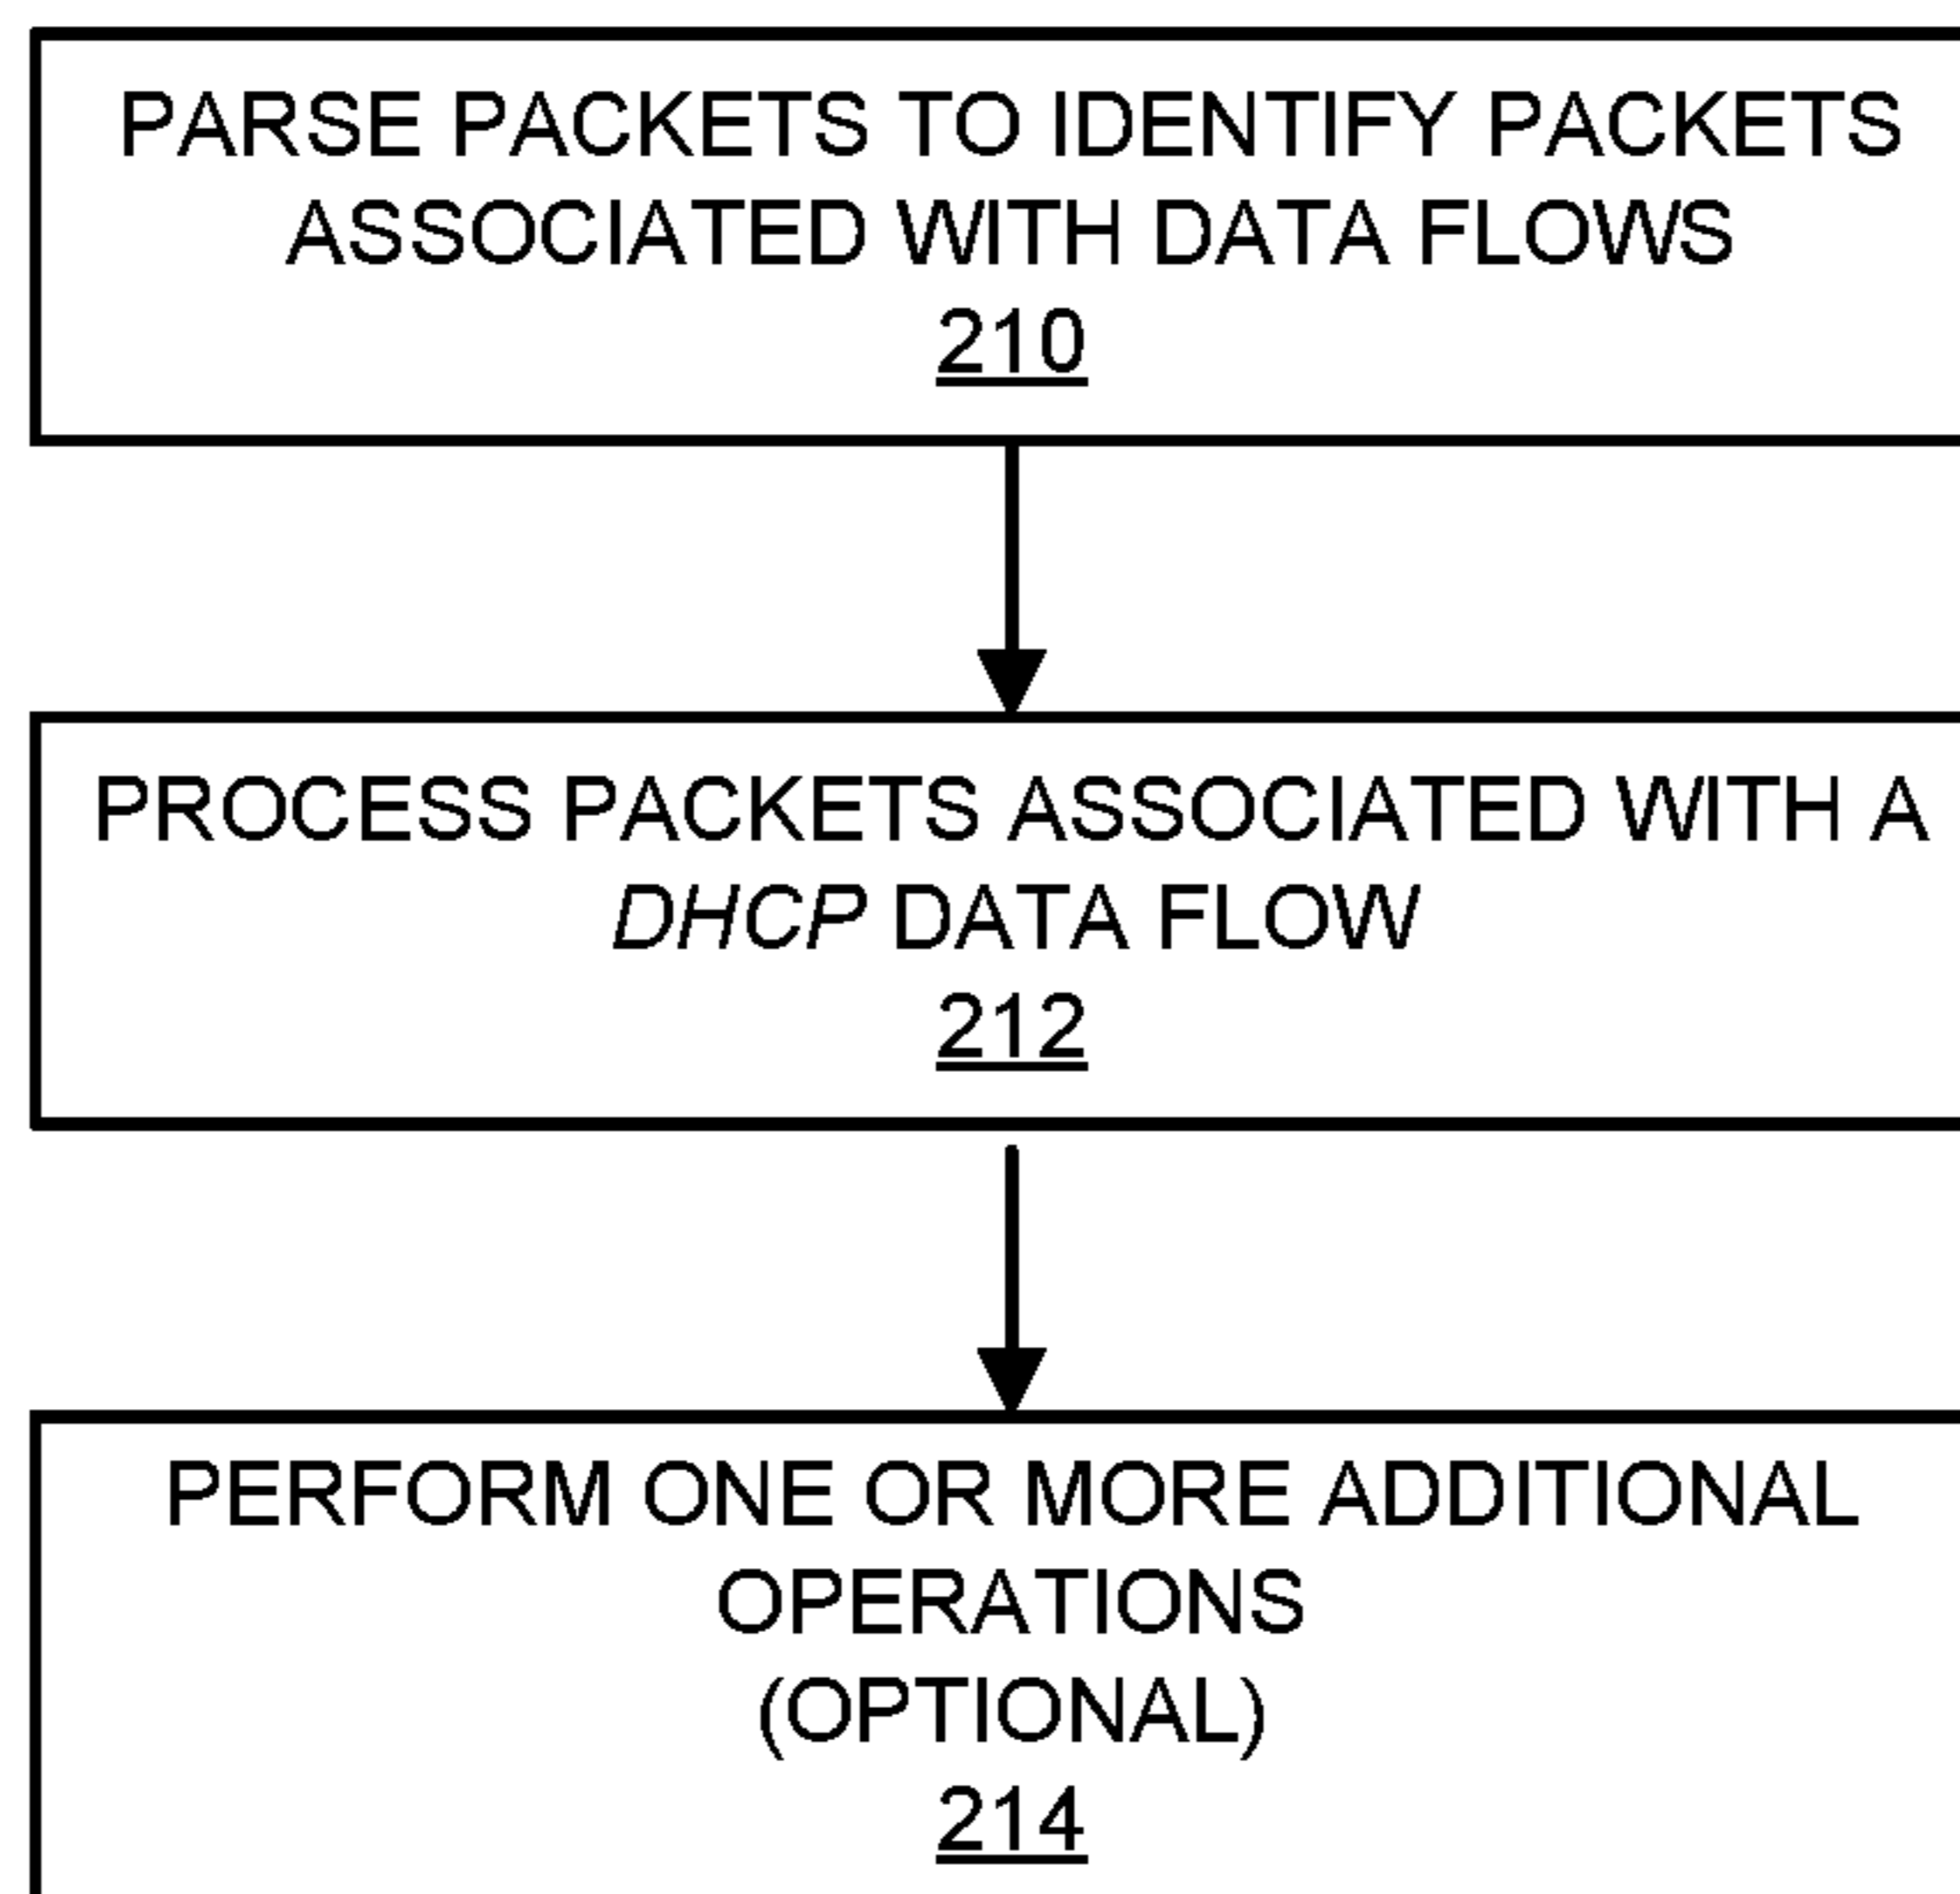 PARSE PACKETS TO IDENTIFY PACKETS
ASSOCIATED WITH DATA FLOWS
210
PROCESS PACKETS ASSOCIATED WITH A
DHCP DATA FLOW
212
PERFORM ONE OR MORE ADDITIONAL
OPERATIONS
(OPTIONAL)
214